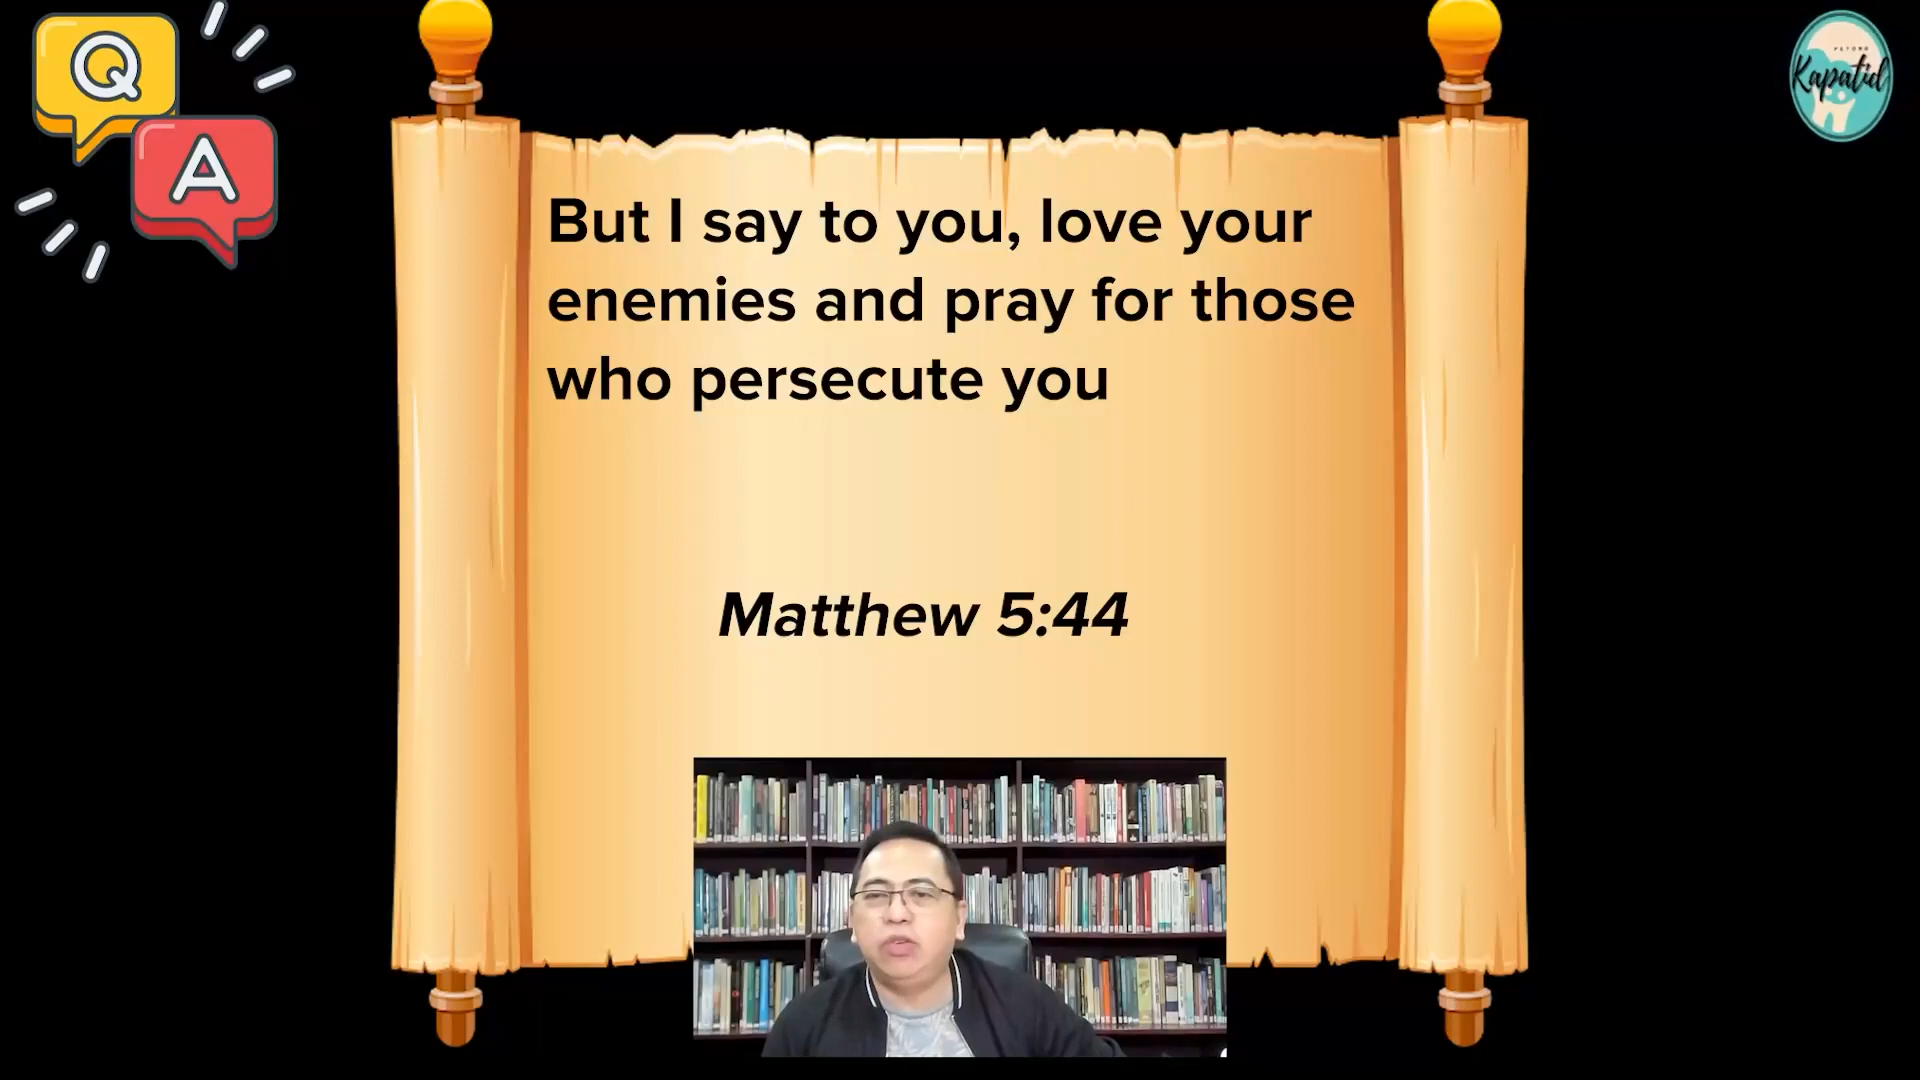 Q
A
Kapatid
But I say to you, love your
enemies and pray for those
who persecute you
Matthew 5:44